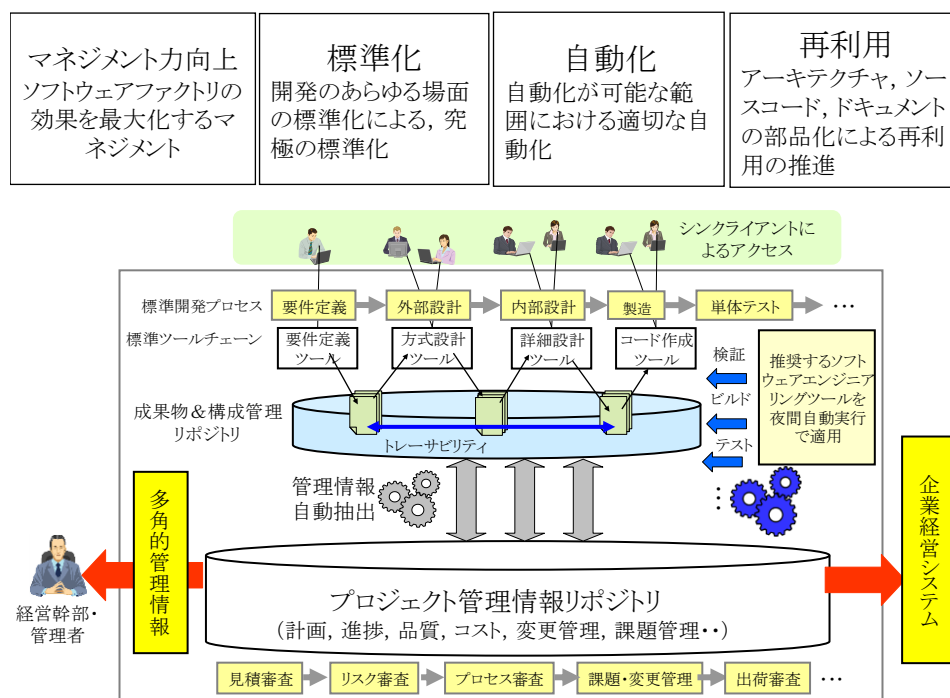 マネジメント力向上
ソフトウェアファクトリの
効果を最大化するマ
ネジメント
標準化
開発のあらゆる場面
の標準化による, 究
極の標準化
自動化
自動化が可能な範
囲における適切な自
動化
再利用
アーキテクチャ, ソー
スコード, ドキュメント
の部品化による再利
用の推進
シンクライアントに
よるアクセス
標準開発プロセス
要件定義
外部設計
内部設計
製造
単体テスト
…
標準ツールチェーン
要件定義
ツール
方式設計
ツール
詳細設計
ツール
コード作成
ツール
検証
ビルド
テスト
⋮
推奨するソフト
ウェアエンジニア
リングツールを
夜間自動実行
で適用
成果物&構成管理
リポジトリ
トレーサビリティ
管理情報
自動抽出
多角的管理情報
企業経営システム
経営幹部・
管理者
プロジェクト管理情報リポジトリ
(計画, 進捗, 品質, コスト, 変更管理, 課題管理・・)
見積審査
リスク審査
プロセス審査
課題・変更管理
出荷審査
…